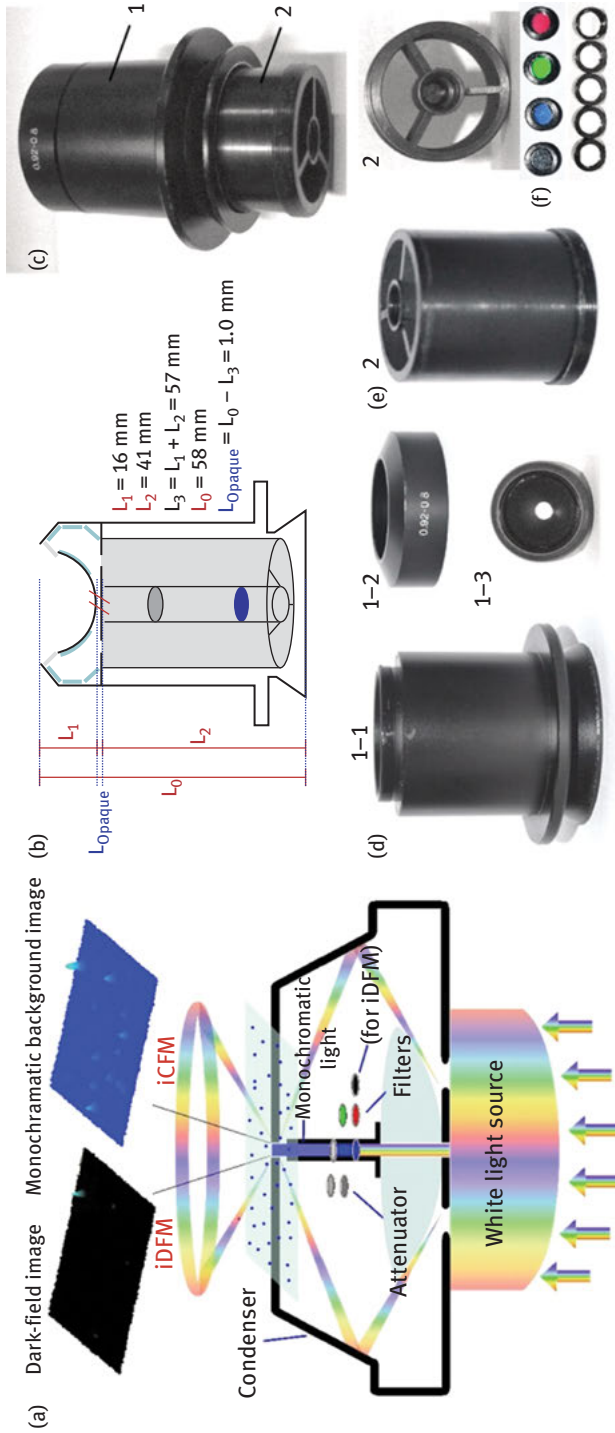 (a)
Dark-field image
Monochramatic background image
iDFM
iCFM
Condenser
Monochromatic
light
(for iDFM)
Filters
Attenuator
White light source
(b)
L₁
L₂
L₀
L_Opaque
L₁ = 16 mm
L₂ = 41 mm
L₃ = L₁ + L₂ = 57 mm
L₀ = 58 mm
L_Opaque = L₀ – L₃ = 1.0 mm
(c)
0.92-0.8
1
2
(d)
1–1
1–2
0.92-0.8
1–3
(e)
2
2
(f)